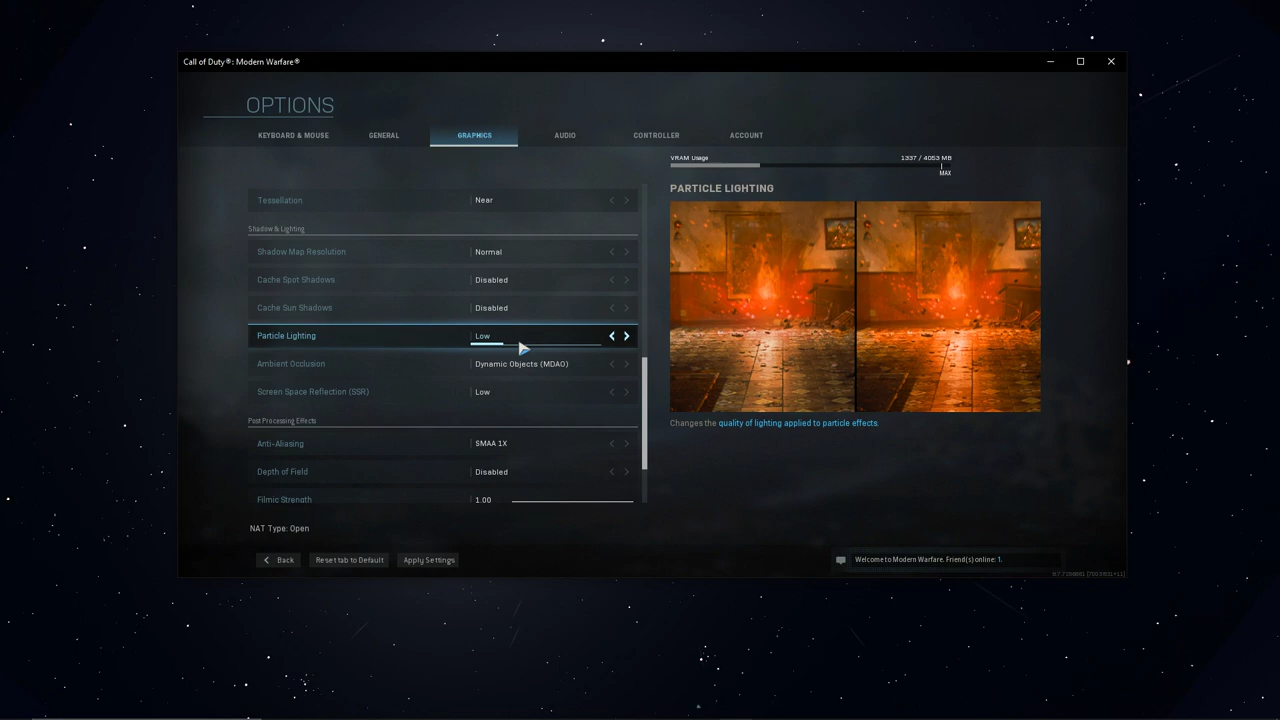 Call of Duty®: Modern Warfare®
OPTIONS
KEYBOARD & MOUSE GENERAL GRAPHICS AUDIO CONTROLLER ACCOUNT
VRAM Usage 1337 / 4053 MB
MAX
PARTICLE LIGHTING
Tessellation Near
Shadow & Lighting
Shadow Map Resolution Normal
Cache Spot Shadows Disabled
Cache Sun Shadows Disabled
Particle Lighting Low
Ambient Occlusion Dynamic Objects (MDAO)
Screen Space Reflection (SSR) Low
Post Processing Effects
Anti-Aliasing SMAA 1X
Depth of Field Disabled
Filmic Strength 1.00
Changes the quality of lighting applied to particle effects.
NAT Type: Open
Back Reset tab to Default Apply Settings
Welcome to Modern Warfare. Friend(s) online: 1.